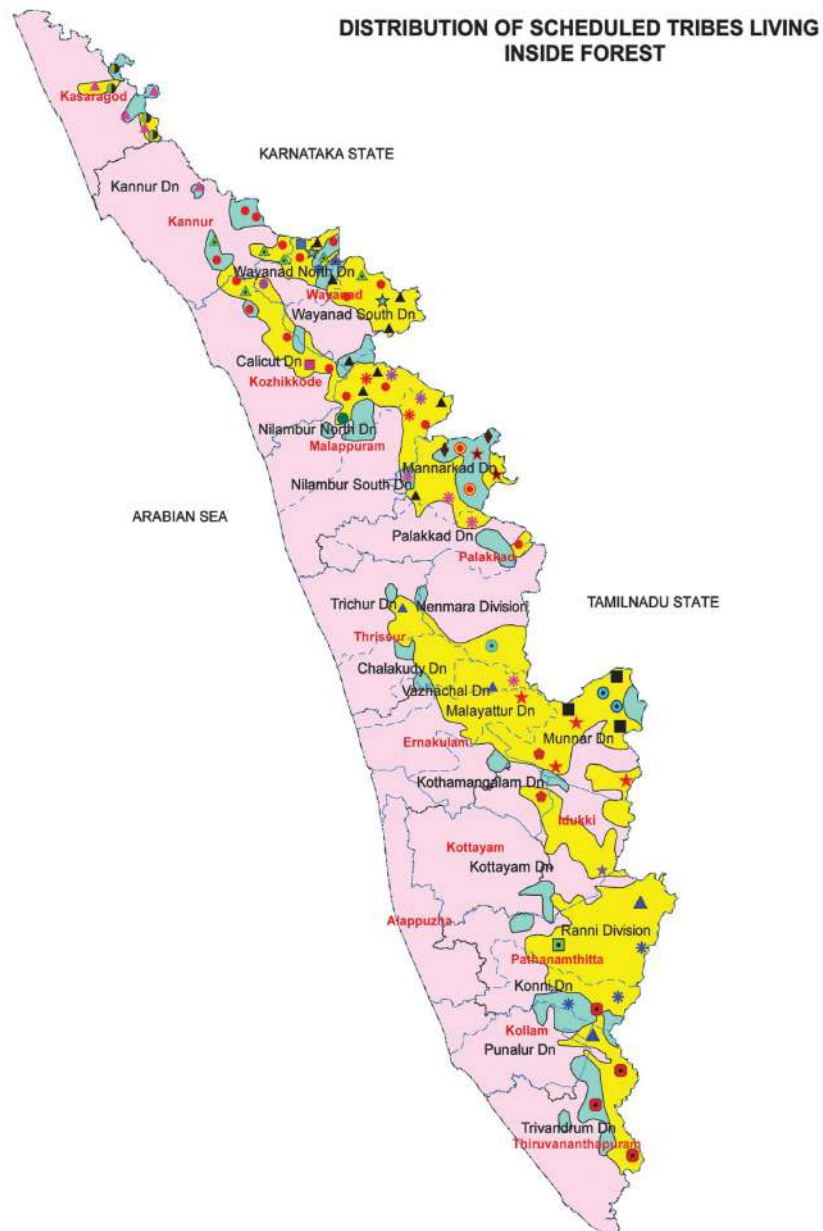 DISTRIBUTION OF SCHEDULED TRIBES LIVING
INSIDE FOREST
Kasaragod
KARNATAKA STATE
Kannur Dn
Kannur
Wayanad North Dn
Wayanad
Wayanad South Dn
Calicut Dn
Kozhikkode
Nilambur North Dn
Malappuram
Mannarkad Dn
Nilambur South Dn
ARABIAN SEA
Palakkad Dn
Palakkad
Trichur Dn
Nenmara Division
TAMILNADU STATE
Thrissur
Chalakudy Dn
Vazhachal Dn
Malayattur Dn
Ernakulam
Munnar Dn
Kothamangalam Dn
Idukki
Kottayam
Kottayam Dn
Alappuzha
Ranni Division
Pathanamthitta
Konni Dn
Kollam
Punalur Dn
Trivandrum Dn
Thiruvananthapuram